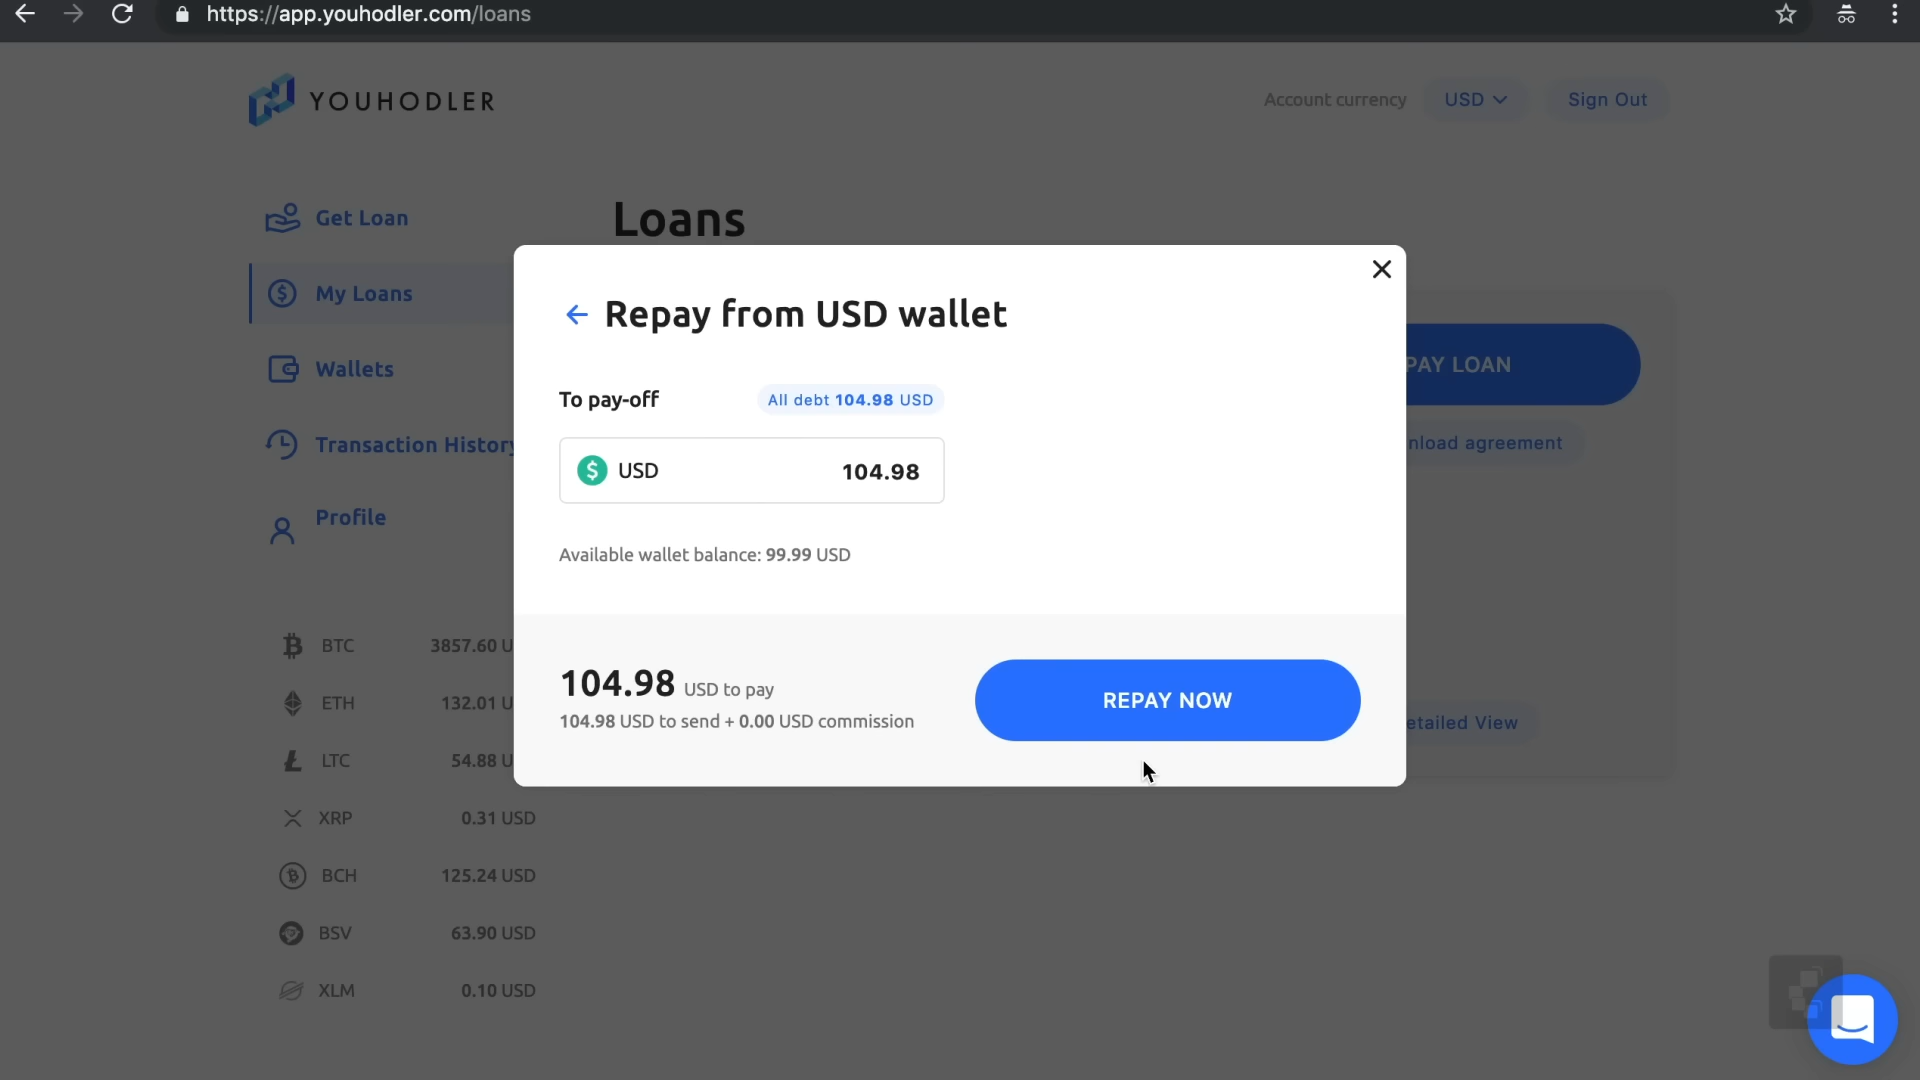 https://app.youhodler.com/loans
YOUHODLER
Account currency
USD
Sign Out
Get Loan
My Loans
Wallets
Transaction History
Profile
BTC 3857.60 U
ETH 132.01 U
LTC 54.88 U
XRP 0.31 USD
BCH 125.24 USD
BSV 63.90 USD
XLM 0.10 USD
Loans
Repay from USD wallet
To pay-off
All debt 104.98 USD
USD 104.98
Available wallet balance: 99.99 USD
104.98 USD to pay
104.98 USD to send + 0.00 USD commission
REPAY NOW
PAY LOAN
nload agreement
etailed View